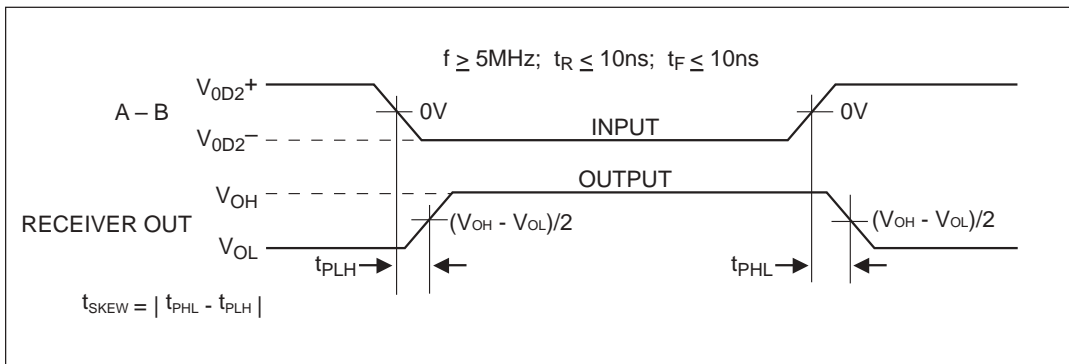 f ≥ 5MHz; tR ≤ 10ns; tF ≤ 10ns
V0D2+
A – B
0V
0V
V0D2–
INPUT
VOH
OUTPUT
RECEIVER OUT
(VOH - VOL)/2
(VOH - VOL)/2
VOL
tPLH
tPHL
tSKEW = | tPHL - tPLH |